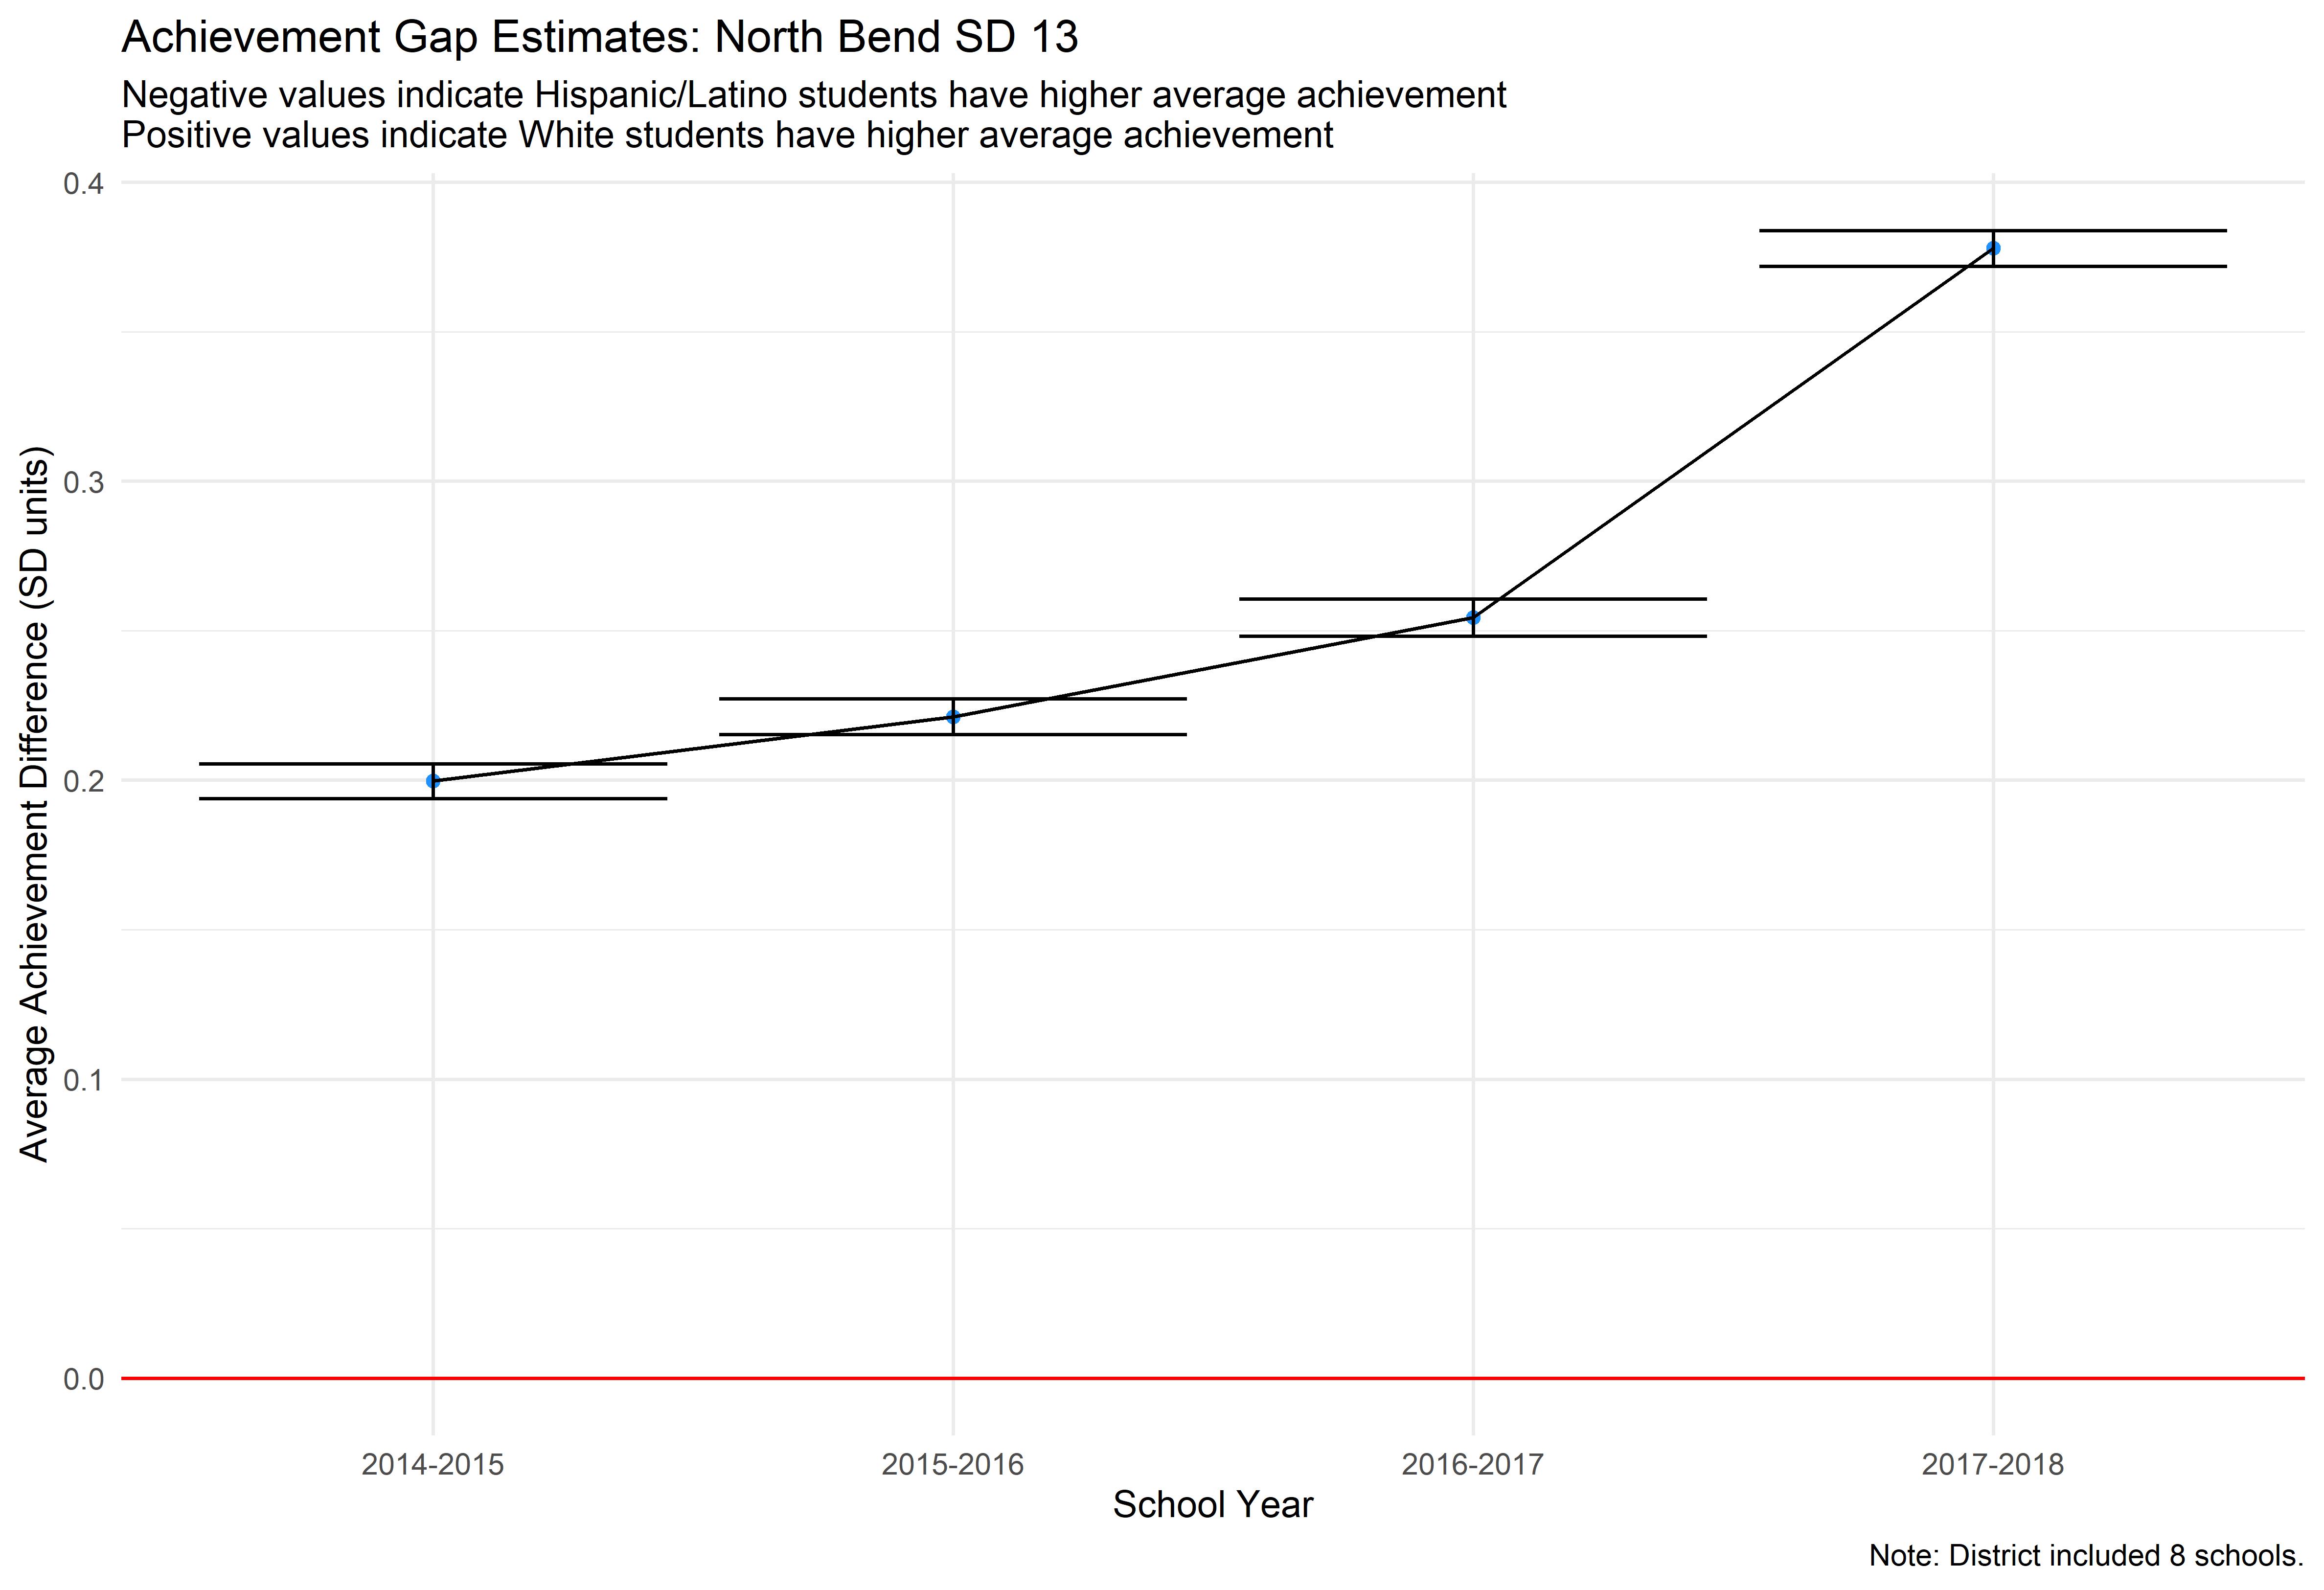 Achievement Gap Estimates: North Bend SD 13
Negative values indicate Hispanic/Latino students have higher average achievement
Positive values indicate White students have higher average achievement
Average Achievement Difference (SD units)
0.4
0.3
0.2
0.1
0.0
2014-2015
2015-2016
2016-2017
2017-2018
School Year
Note: District included 8 schools.